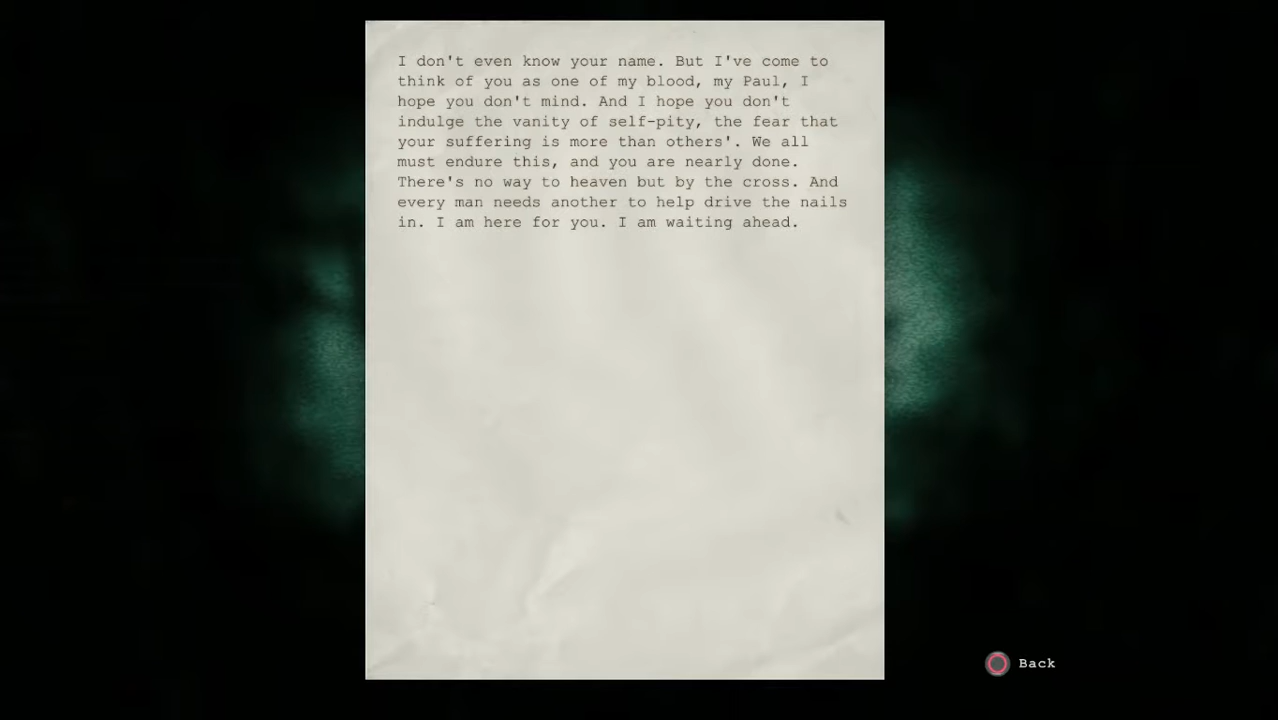 I don't even know your name. But I've come to
think of you as one of my blood, my Paul, I
hope you don't mind. And I hope you don't
indulge the vanity of self-pity, the fear that
your suffering is more than others'. We all
must endure this, and you are nearly done.
There's no way to heaven but by the cross. And
every man needs another to help drive the nails
in. I am here for you. I am waiting ahead.
Back